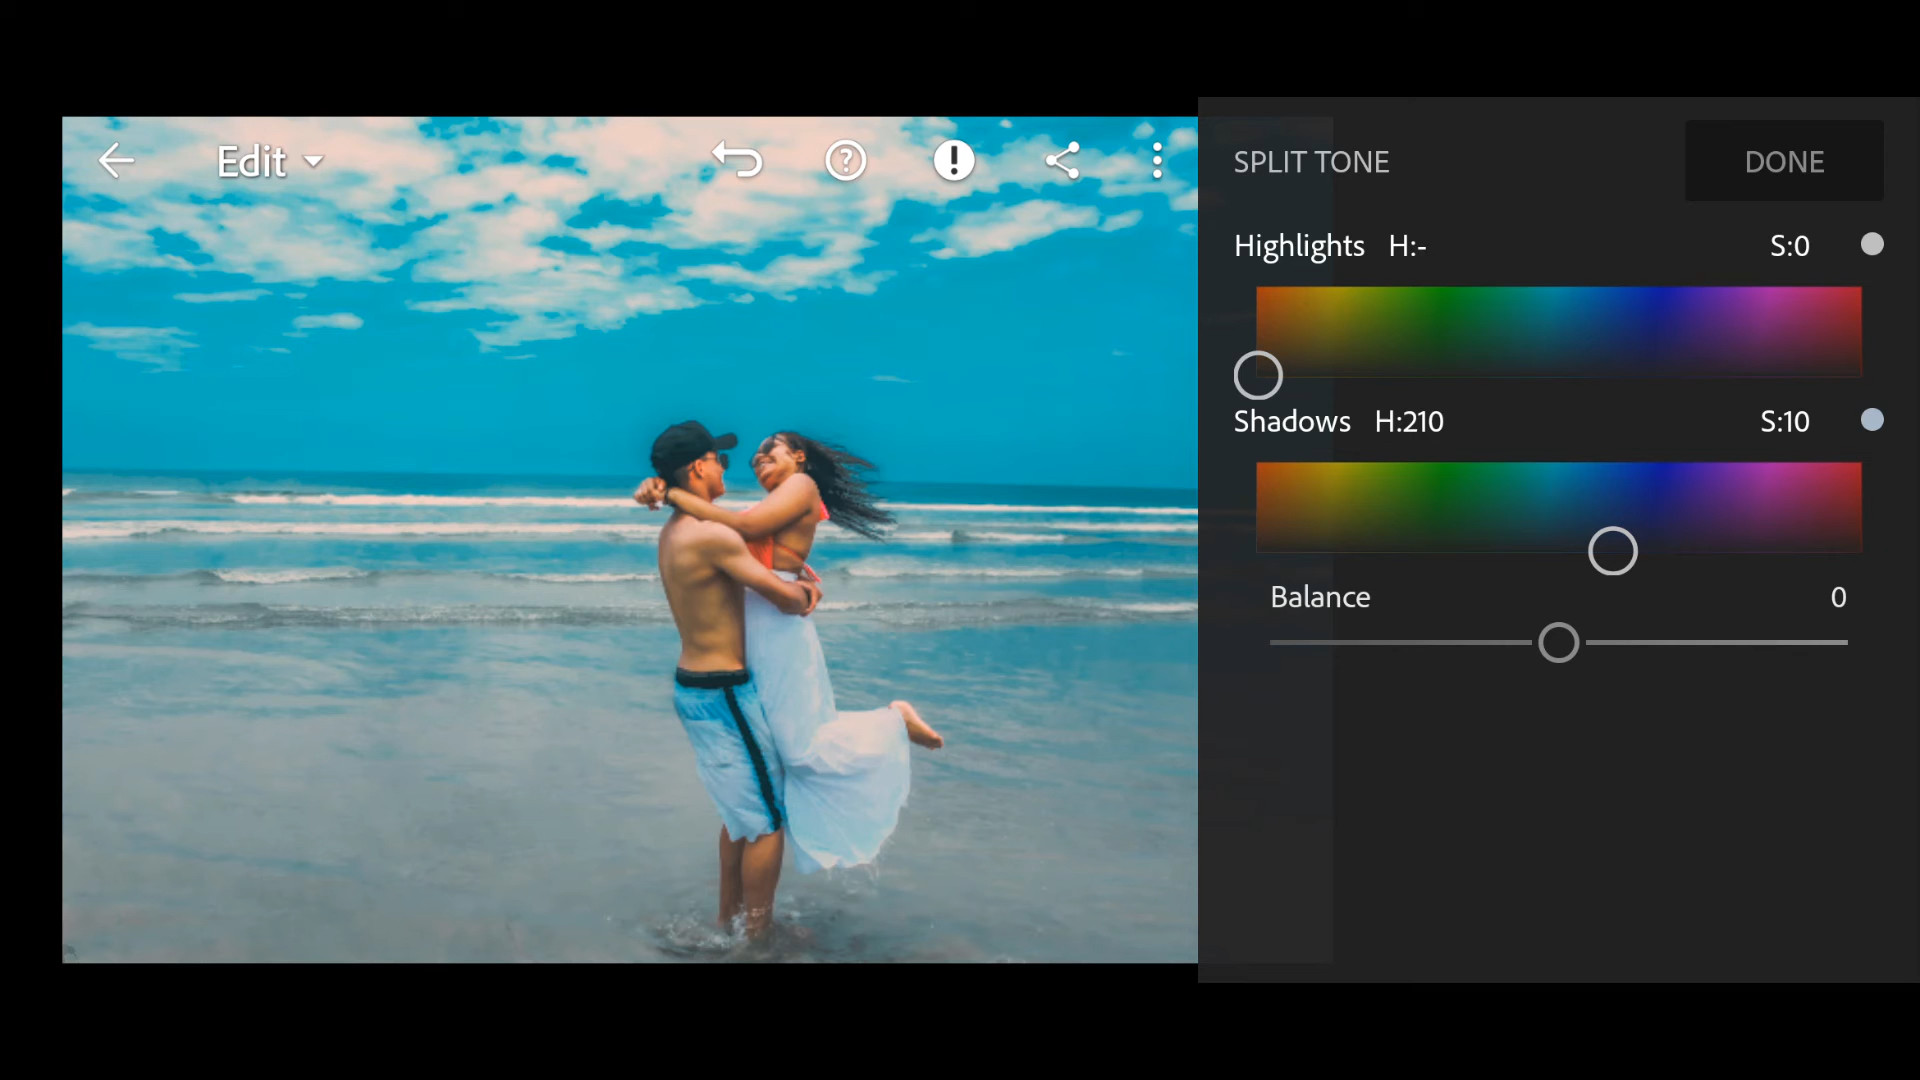 Edit
SPLIT TONE DONE
Highlights H:- S:0
Shadows H:210 S:10
Balance 0